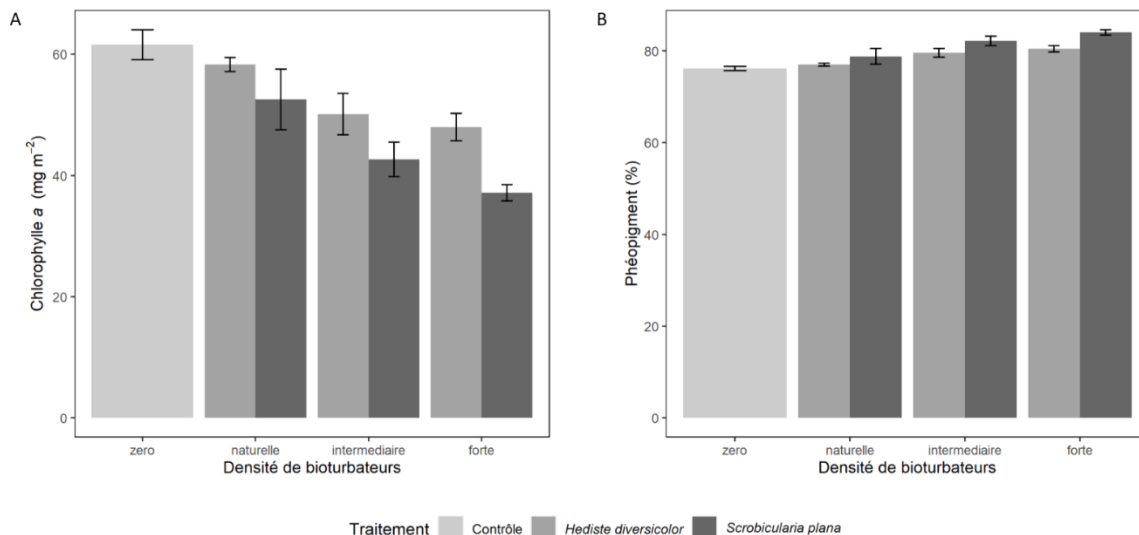 A
Chlorophylle a (mg m⁻²)
60
40
20
0
zero naturelle intermediaire forte
Densité de bioturbateurs
B
Phéopigment (%)
80
60
40
20
0
zero naturelle intermediaire forte
Densité de bioturbateurs
Traitement Contrôle Hediste diversicolor Scrobicularia plana